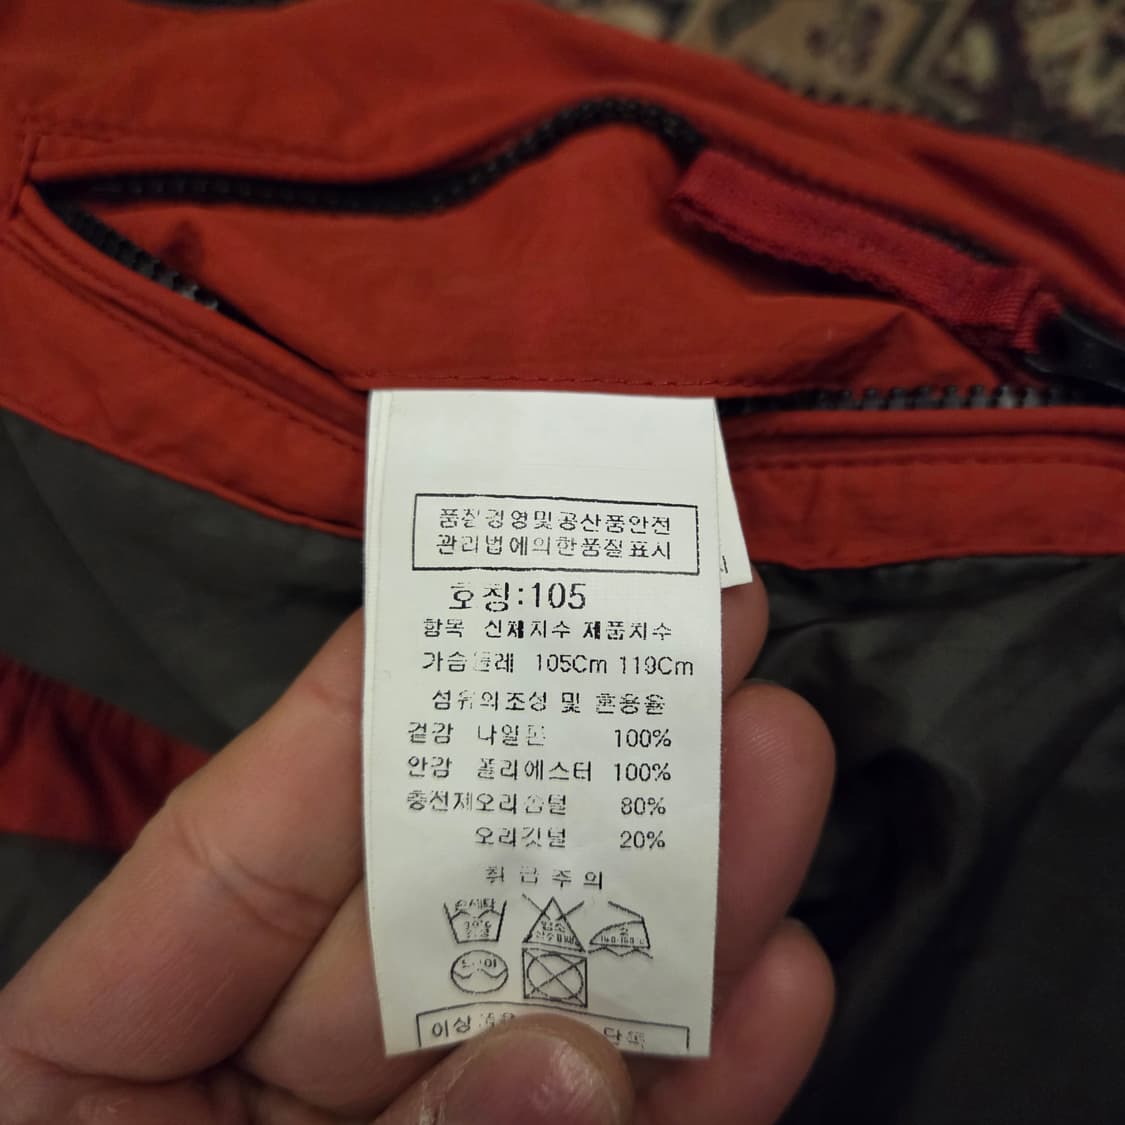 품질경영및공산품안전
관리법에의한품질표시
호칭:105
항목 신체치수 제품치수
가슴둘레 105Cm 119Cm
섬유의조성 및 혼용율
겉감 나일론 100%
안감 폴리에스터 100%
충전재오리솜털 80%
오리깃털 20%
취급주의
이상